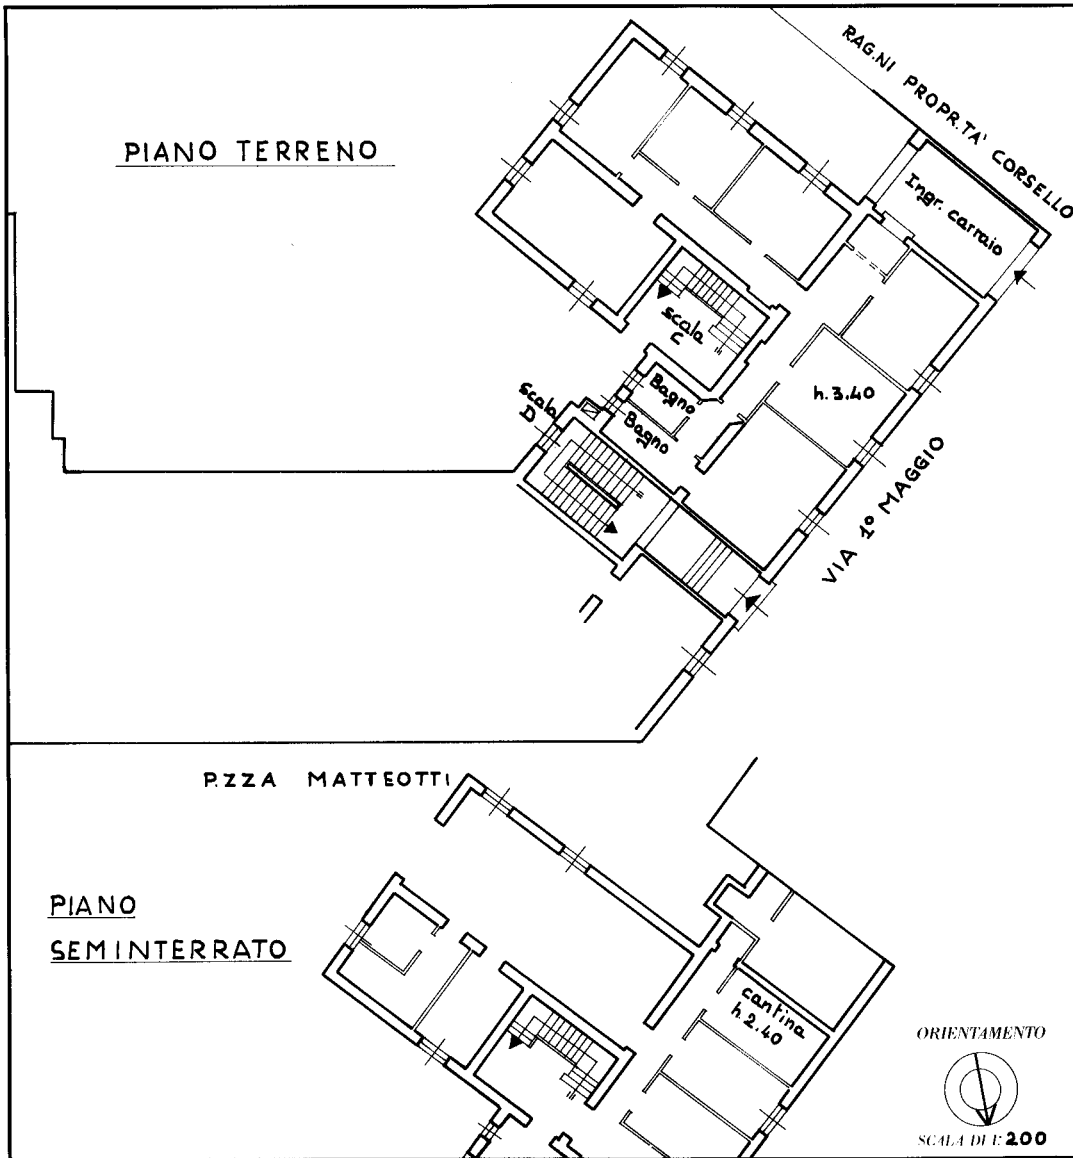 RAG.NI PROPR.TA' CORSELLO
PIANO TERRENO
Ingr. carraio
scala
C
Bagno
Scala
D
Bagno
h. 3.40
VIA 1° MAGGIO
P.ZZA MATTEOTTI
PIANO
SEMINTERRATO
cantina
h. 2.40
ORIENTAMENTO
SCALA DI 1: 200